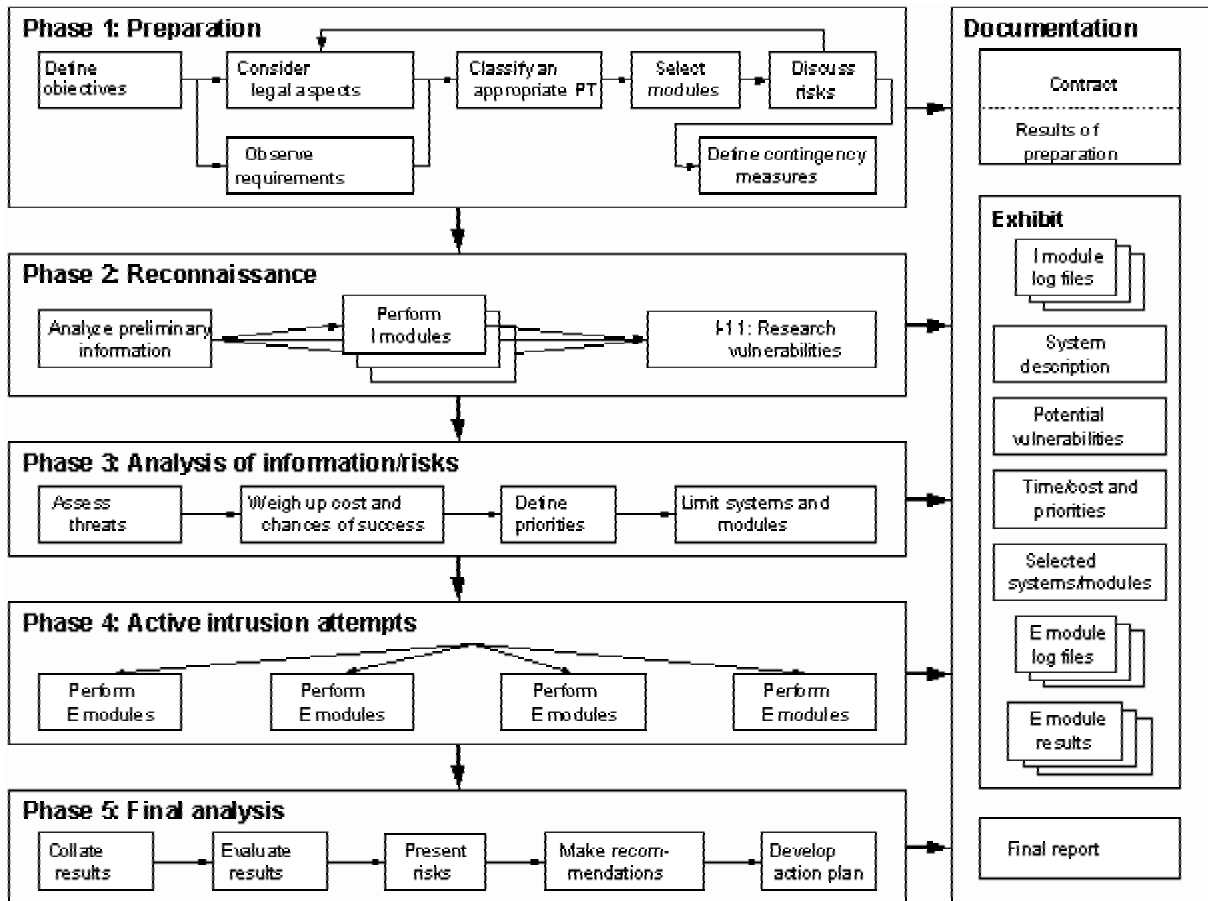 Phase 1: Preparation
Define
objectives
Consider
legal aspects
Classify an
appropriate PT
Select
modules
Discuss
risks
Observe
requirements
Define contingency
measures
Phase 2: Reconnaissance
Analyze preliminary
information
Perform
I modules
I-11: Research
vulnerabilities
Phase 3: Analysis of information/risks
Assess
threats
Weigh up cost and
chances of success
Define
priorities
Limit systems and
modules
Phase 4: Active intrusion attempts
Perform
E modules
Perform
E modules
Perform
E modules
Perform
E modules
Phase 5: Final analysis
Collate
results
Evaluate
results
Present
risks
Make recom-
mendations
Develop
action plan
Documentation
Contract
Results of
preparation
Exhibit
I module
log files
System
description
Potential
vulnerabilities
Time/cost and
priorities
Selected
systems/modules
E module
log files
E module
results
Final report